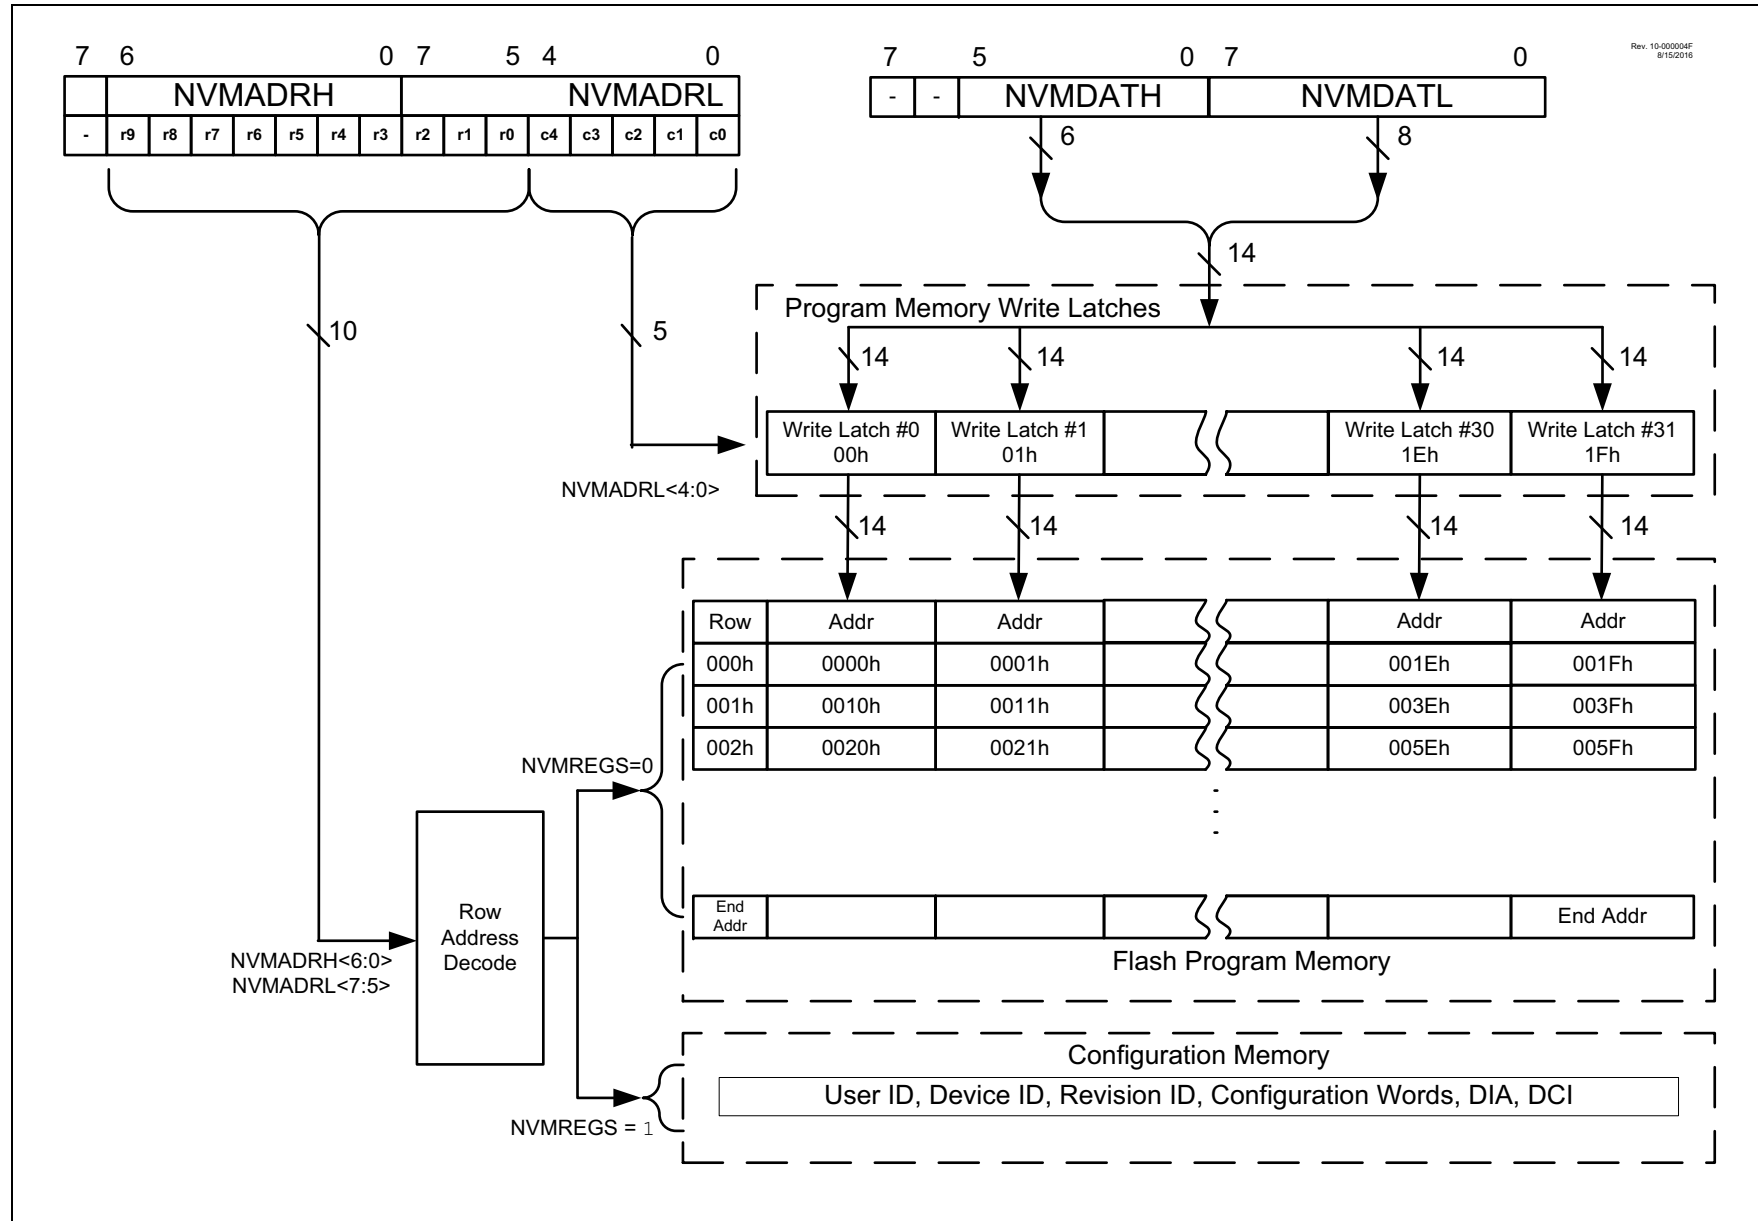 7 6 0 7 5 4 0
7 5 0 7 0
Rev. 10-000004F
8/15/2016
NVMADRH NVMADRL
- r9 r8 r7 r6 r5 r4 r3 r2 r1 r0 c4 c3 c2 c1 c0
- - NVMDATH NVMDATL
6 8
14
10 5
Program Memory Write Latches
14 14 14 14
Write Latch #0 Write Latch #1 Write Latch #30 Write Latch #31
00h 01h 1Eh 1Fh
NVMADRL<4:0>
14 14 14 14
Row Addr Addr Addr Addr
000h 0000h 0001h 001Eh 001Fh
001h 0010h 0011h 003Eh 003Fh
002h 0020h 0021h 005Eh 005Fh
NVMREGS=0
End
Addr
End Addr
Flash Program Memory
Row
Address
Decode
NVMADRH<6:0>
NVMADRL<7:5>
Configuration Memory
User ID, Device ID, Revision ID, Configuration Words, DIA, DCI
NVMREGS = 1